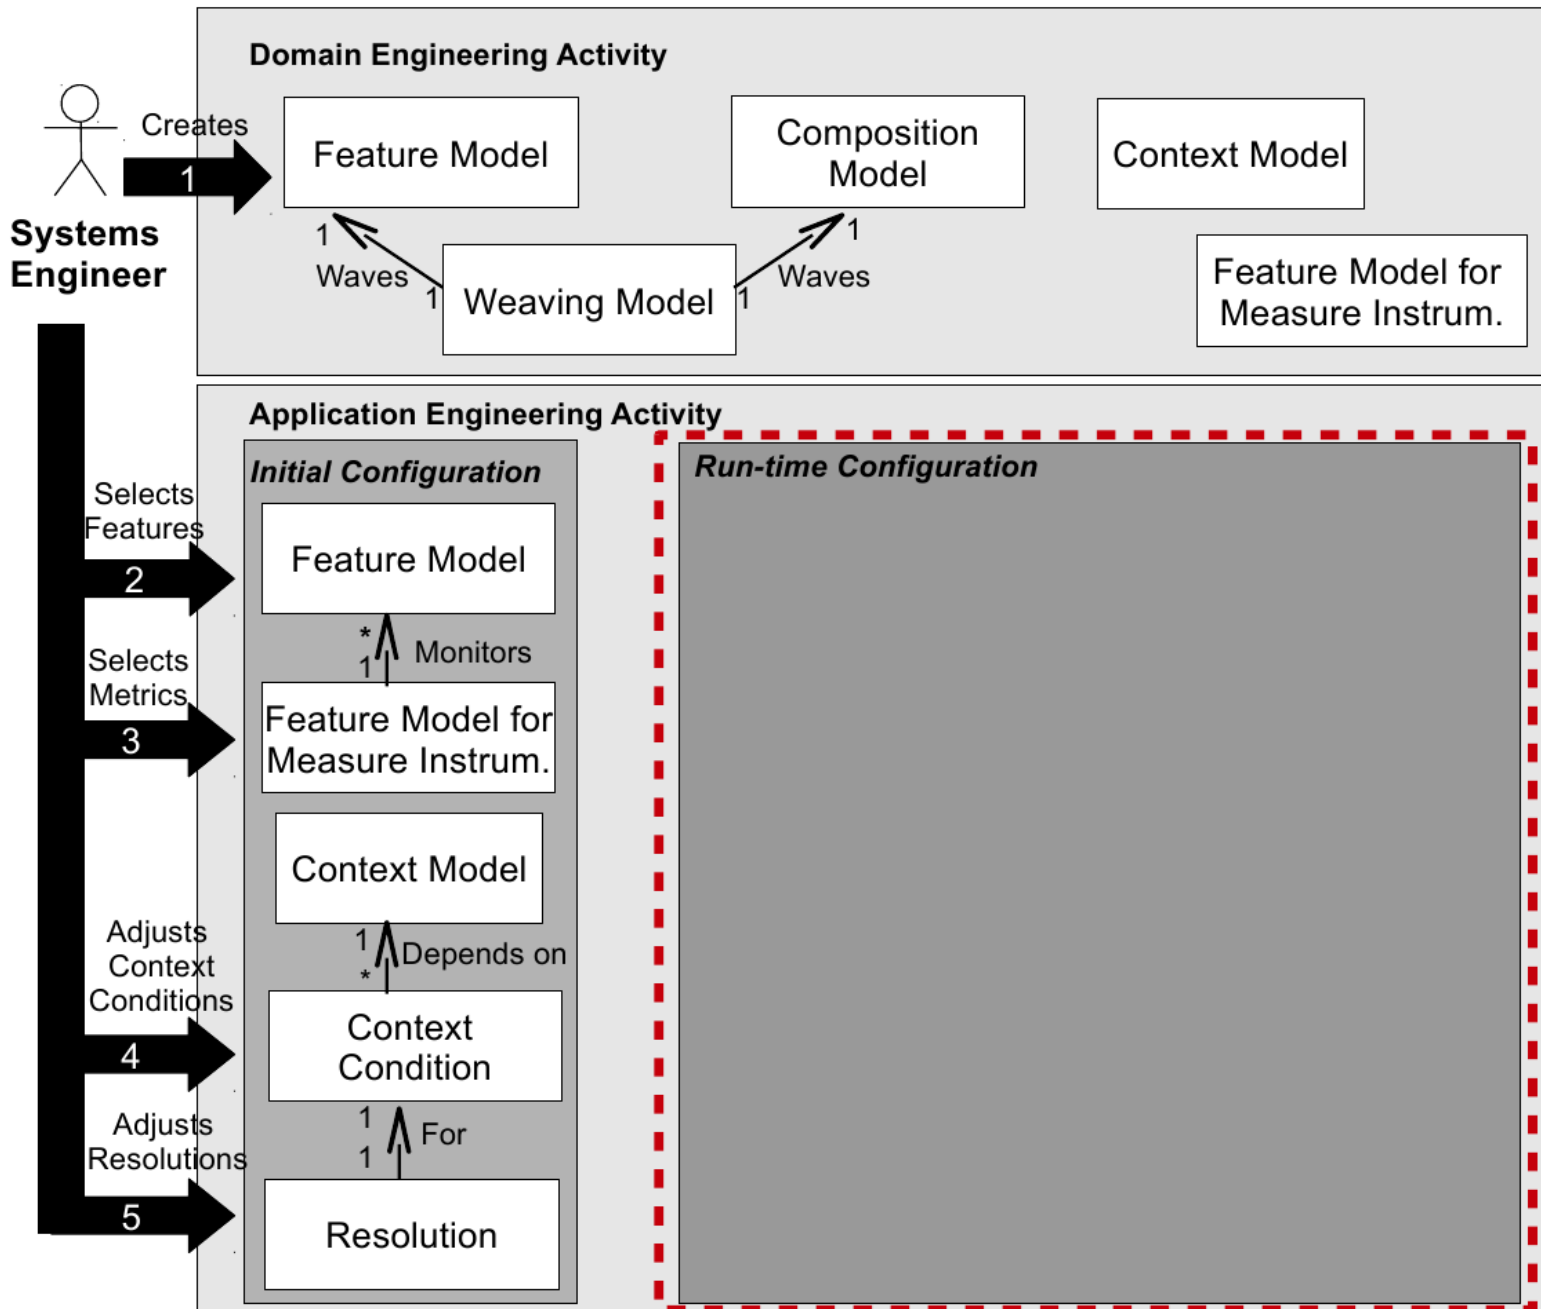 Domain Engineering Activity
Creates
1
Feature Model
Composition
Model
Context Model
Systems
Engineer
1
Waves
1
Weaving Model
1
Waves
1
Feature Model for
Measure Instrum.
Application Engineering Activity
Initial Configuration
Run-time Configuration
Selects
Features
2
Feature Model
*
1
Monitors
Selects
Metrics
3
Feature Model for
Measure Instrum.
Context Model
1
*
Depends on
Adjusts
Context
Conditions
4
Context
Condition
1
1
For
Adjusts
Resolutions
5
Resolution